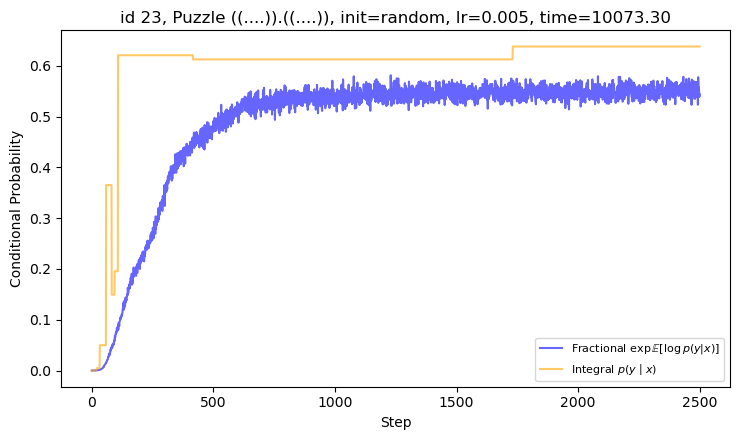 id 23, Puzzle ((....)).((....)), init=random, lr=0.005, time=10073.30
Conditional Probability
0.6
0.5
0.4
0.3
0.2
0.1
0.0
Fractional exp𝔼[log p(y|x)]
Integral p(y | x)
0
500
1000
1500
2000
2500
Step